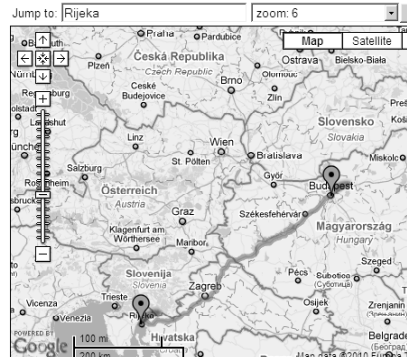 Jump to: Rijeka zoom: 6
Map Satellite
Praha
Pardubice
Ostrava
Bielsko-Biała
Plzeň
Česká Republika
Czech Republic
Olomouc
České
Budejovice
Brno
Zlín
Slovensko
Slovakia
Linz
Wien
St. Pölten
Bratislava
Miskolc
Salzburg
Győr
Budapest
Österreich
Austria
Székesfehérvár
Graz
Magyarország
Hungary
Klagenfurt am
Wörthersee
Maribor
Slovenija
Slovenia
Szeged
Pécs
Subotica
(Суботица)
Zagreb
Trieste
Rijeka
Vicenza
Venezia
Osijek
Zrenjanin
Hrvatska
Belgrade
POWERED BY
Google
100 mi
200 km
Map data ©2010